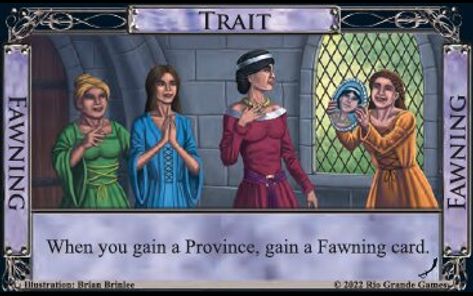 TRAIT
FAWNING
FAWNING
When you gain a Province, gain a Fawning card.
Illustration: Brian Brinlee
© 2022 Rio Grande Games